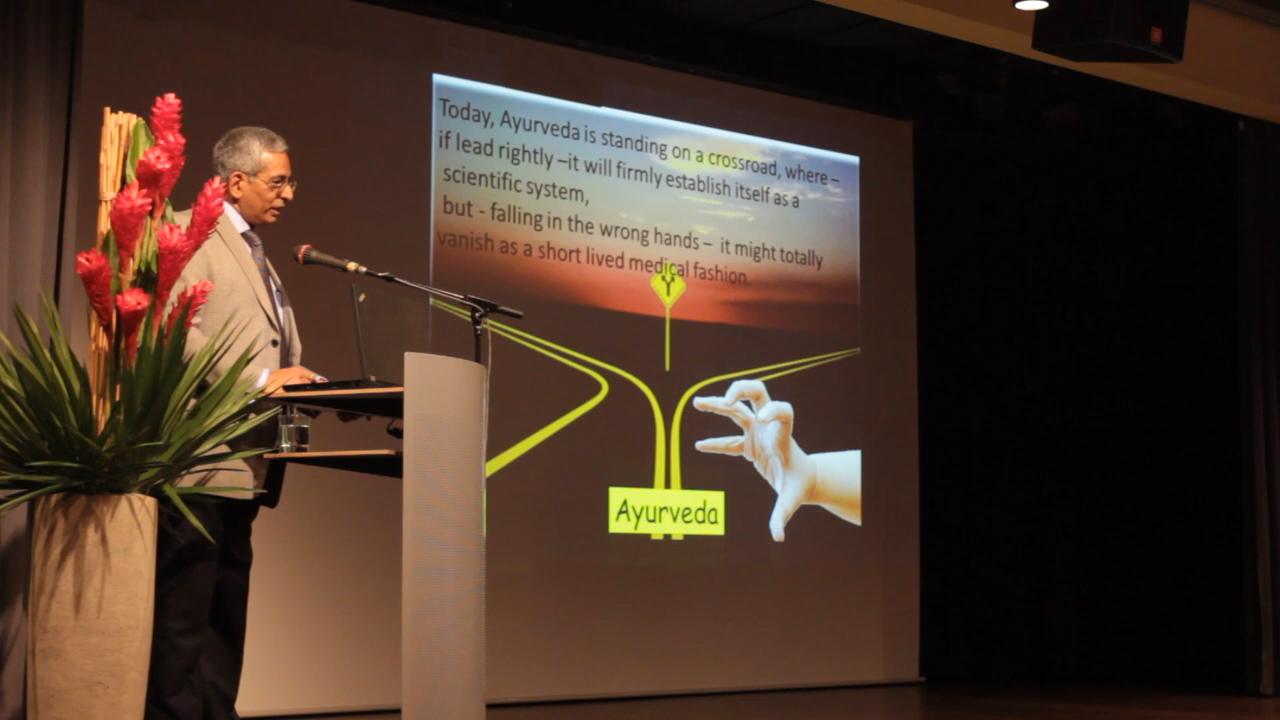 Today, Ayurveda is standing on a crossroad, where –
if lead rightly –it will firmly establish itself as a
scientific system,
but - falling in the wrong hands – it might totally
vanish as a short lived medical fashion.
Ayurveda